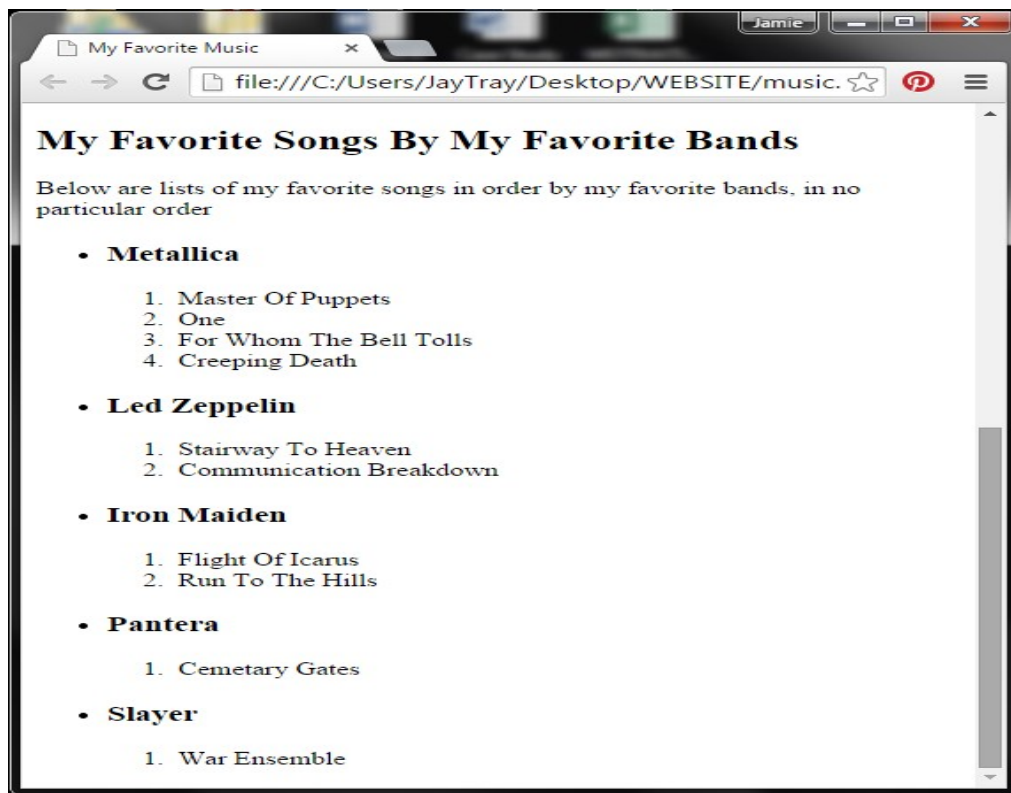 Jamie
My Favorite Music
file:///C:/Users/JayTray/Desktop/WEBSITE/music.
My Favorite Songs By My Favorite Bands
Below are lists of my favorite songs in order by my favorite bands, in no
particular order
• Metallica
1. Master Of Puppets
2. One
3. For Whom The Bell Tolls
4. Creeping Death
• Led Zeppelin
1. Stairway To Heaven
2. Communication Breakdown
• Iron Maiden
1. Flight Of Icarus
2. Run To The Hills
• Pantera
1. Cemetary Gates
• Slayer
1. War Ensemble